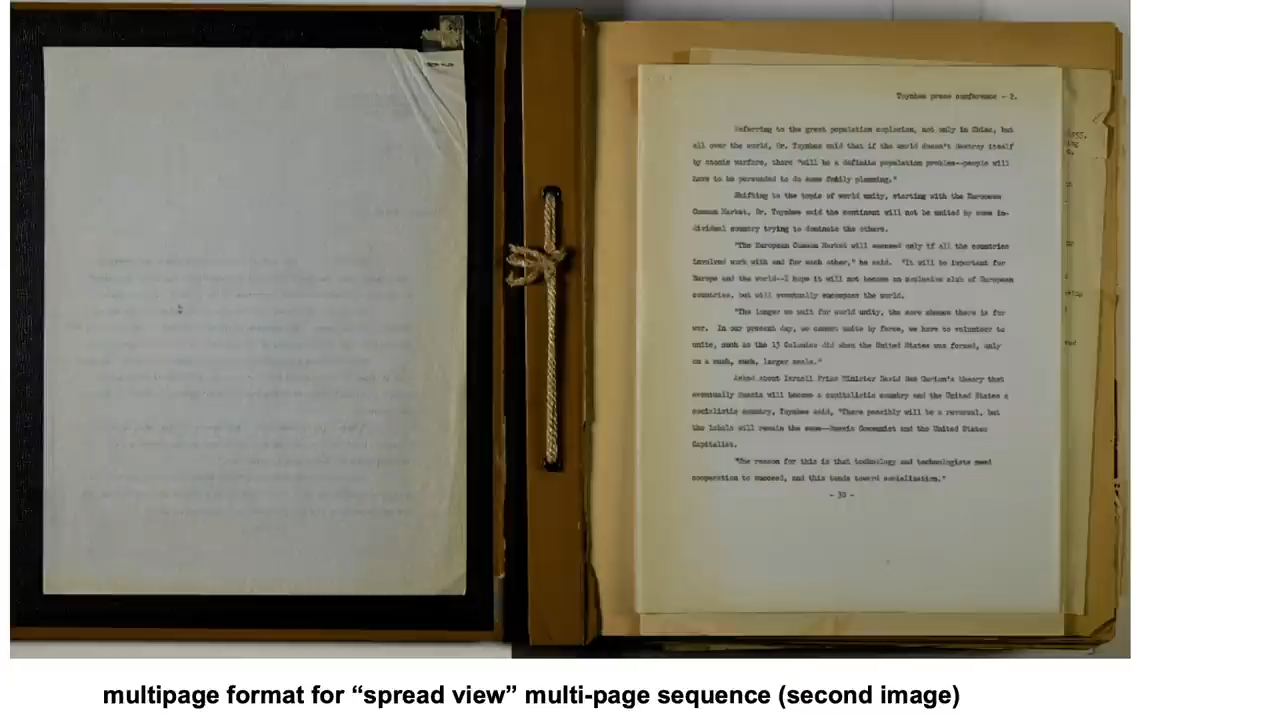 Toynbee press conference - 2.
Referring to the great population explosion, not only in China, but
all over the world, Dr. Toynbee said that if the world doesn't destroy itself
by atomic warfare, there "will be a definite population problem--people will
have to be persuaded to do some family planning."
Shifting to the topic of world unity, starting with the European
Common Market, Dr. Toynbee said the continent will not be united by some in-
dividual country trying to dominate the others.
"The European Common Market will succeed only if all the countries
involved work with and for each other," he said. "It will be important for
Europe and the world--I hope it will not become an exclusive club of European
countries, but will eventually encompass the world.
"The longer we wait for world unity, the more chance there is for
war. In our present day, we cannot unite by force, we have to volunteer to
unite, such as the 13 Colonies did when the United States was formed, only
on a much, much, larger scale."
Asked about Israeli Prime Minister David Ben Gurion's theory that
eventually Russia will become a capitalistic country and the United States a
socialistic country, Toynbee said, "There possibly will be a reversal, but
the labels will remain the same--Russia Communist and the United States
Capitalist.
"The reason for this is that technology and technologists need
cooperation to succeed, and this tends toward socialization."
- 30 -
multipage format for “spread view” multi-page sequence (second image)